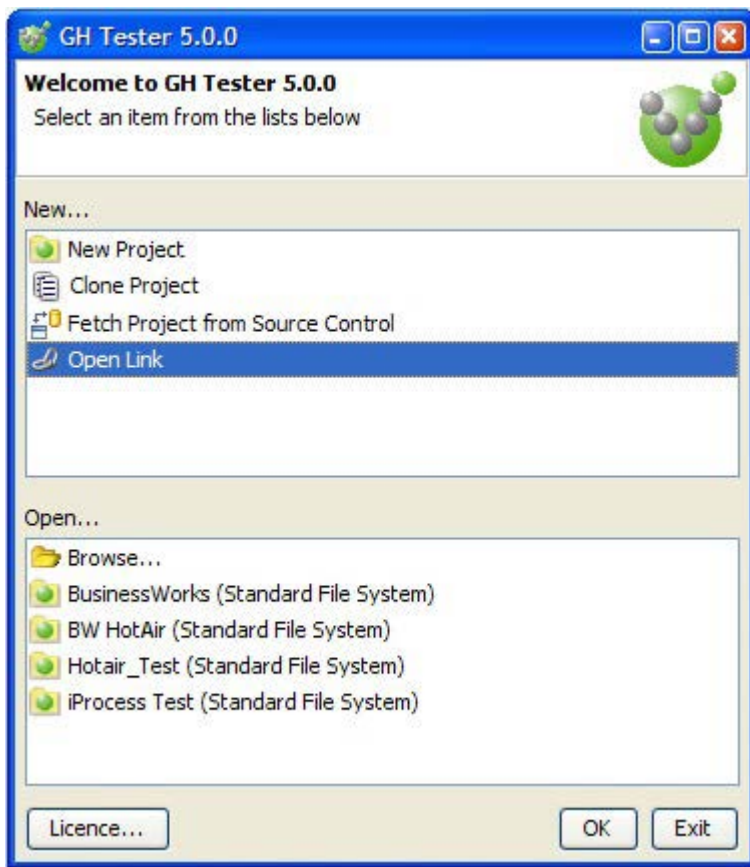 GH Tester 5.0.0
Welcome to GH Tester 5.0.0
Select an item from the lists below
New...
New Project
Clone Project
Fetch Project from Source Control
Open Link
Open...
Browse...
BusinessWorks (Standard File System)
BW HotAir (Standard File System)
Hotair_Test (Standard File System)
iProcess Test (Standard File System)
Licence... OK Exit